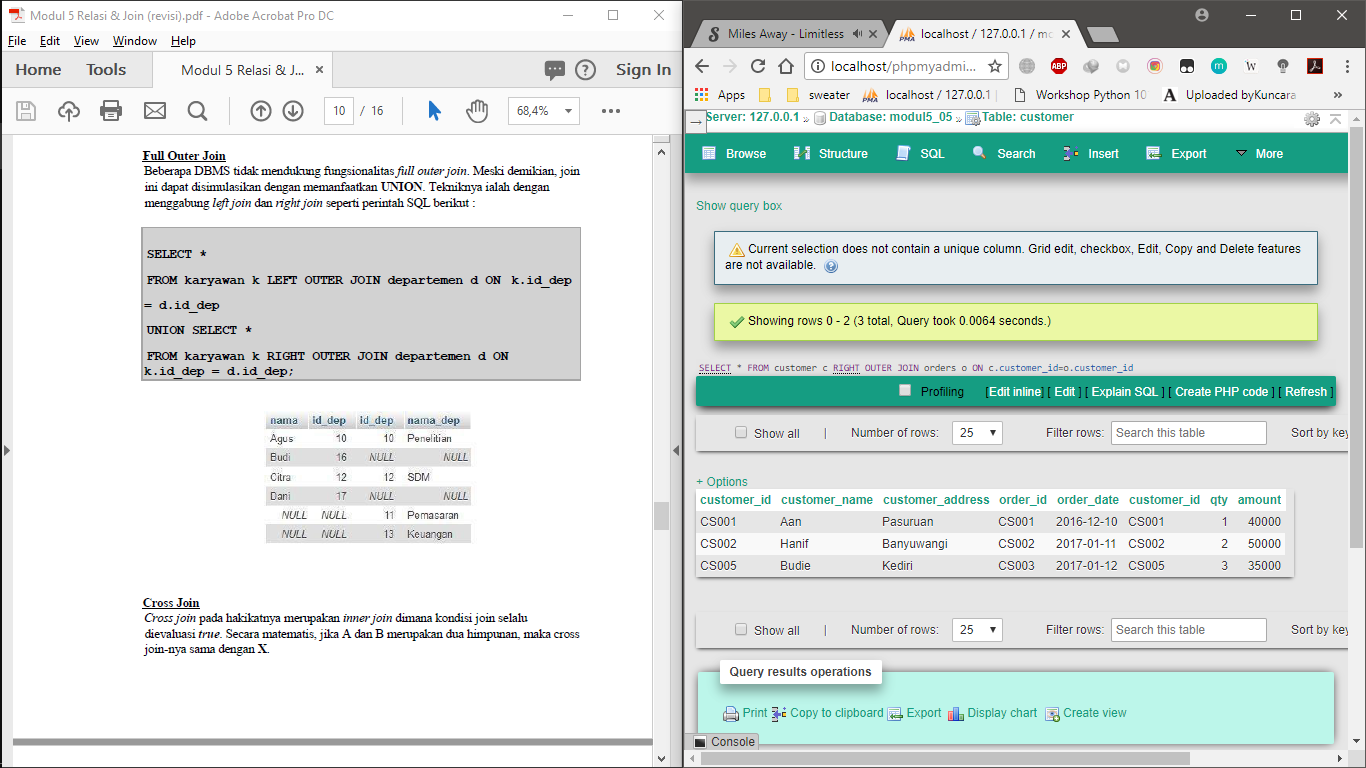 Modul 5 Relasi & Join (revisi).pdf - Adobe Acrobat Pro DC
File Edit View Window Help
Home Tools Modul 5 Relasi & J... × Sign In
10 / 16 68,4%
Full Outer Join
Beberapa DBMS tidak mendukung fungsionalitas full outer join. Meski demikian, join
ini dapat disimulasikan dengan memanfaatkan UNION. Tekniknya ialah dengan
menggabung left join dan right join seperti perintah SQL berikut :
SELECT *
FROM karyawan k LEFT OUTER JOIN departemen d ON k.id_dep
= d.id_dep
UNION SELECT *
FROM karyawan k RIGHT OUTER JOIN departemen d ON
k.id_dep = d.id_dep;
nama id_dep id_dep nama_dep
Agus 10 10 Penelitian
Budi 16 NULL NULL
Citra 12 12 SDM
Dani 17 NULL NULL
NULL NULL 11 Pemasaran
NULL NULL 13 Keuangan
Cross Join
Cross join pada hakikatnya merupakan inner join dimana kondisi join selalu
dievaluasi true. Secara matematis, jika A dan B merupakan dua himpunan, maka cross
join-nya sama dengan X.
Miles Away - Limitless localhost / 127.0.0.1 / mo
localhost/phpmyadmi...
ABP m W
Apps sweater localhost / 127.0.0.1 | Workshop Python 10 Uploaded byKuncara »
Server: 127.0.0.1 » Database: modul5_05 » Table: customer
Browse Structure SQL Search Insert Export More
Show query box
Current selection does not contain a unique column. Grid edit, checkbox, Edit, Copy and Delete features
are not available.
Showing rows 0 - 2 (3 total, Query took 0.0064 seconds.)
SELECT * FROM customer c RIGHT OUTER JOIN orders o ON c.customer_id=o.customer_id
Profiling [Edit inline] [ Edit ] [ Explain SQL ] [ Create PHP code ] [ Refresh ]
Show all | Number of rows: 25 Filter rows: Search this table Sort by key
+ Options
customer_id customer_name customer_address order_id order_date customer_id qty amount
CS001 Aan Pasuruan CS001 2016-12-10 CS001 1 40000
CS002 Hanif Banyuwangi CS002 2017-01-11 CS002 2 50000
CS005 Budie Kediri CS003 2017-01-12 CS005 3 35000
Show all | Number of rows: 25 Filter rows: Search this table Sort by key
Query results operations
Print Copy to clipboard Export Display chart Create view
Console